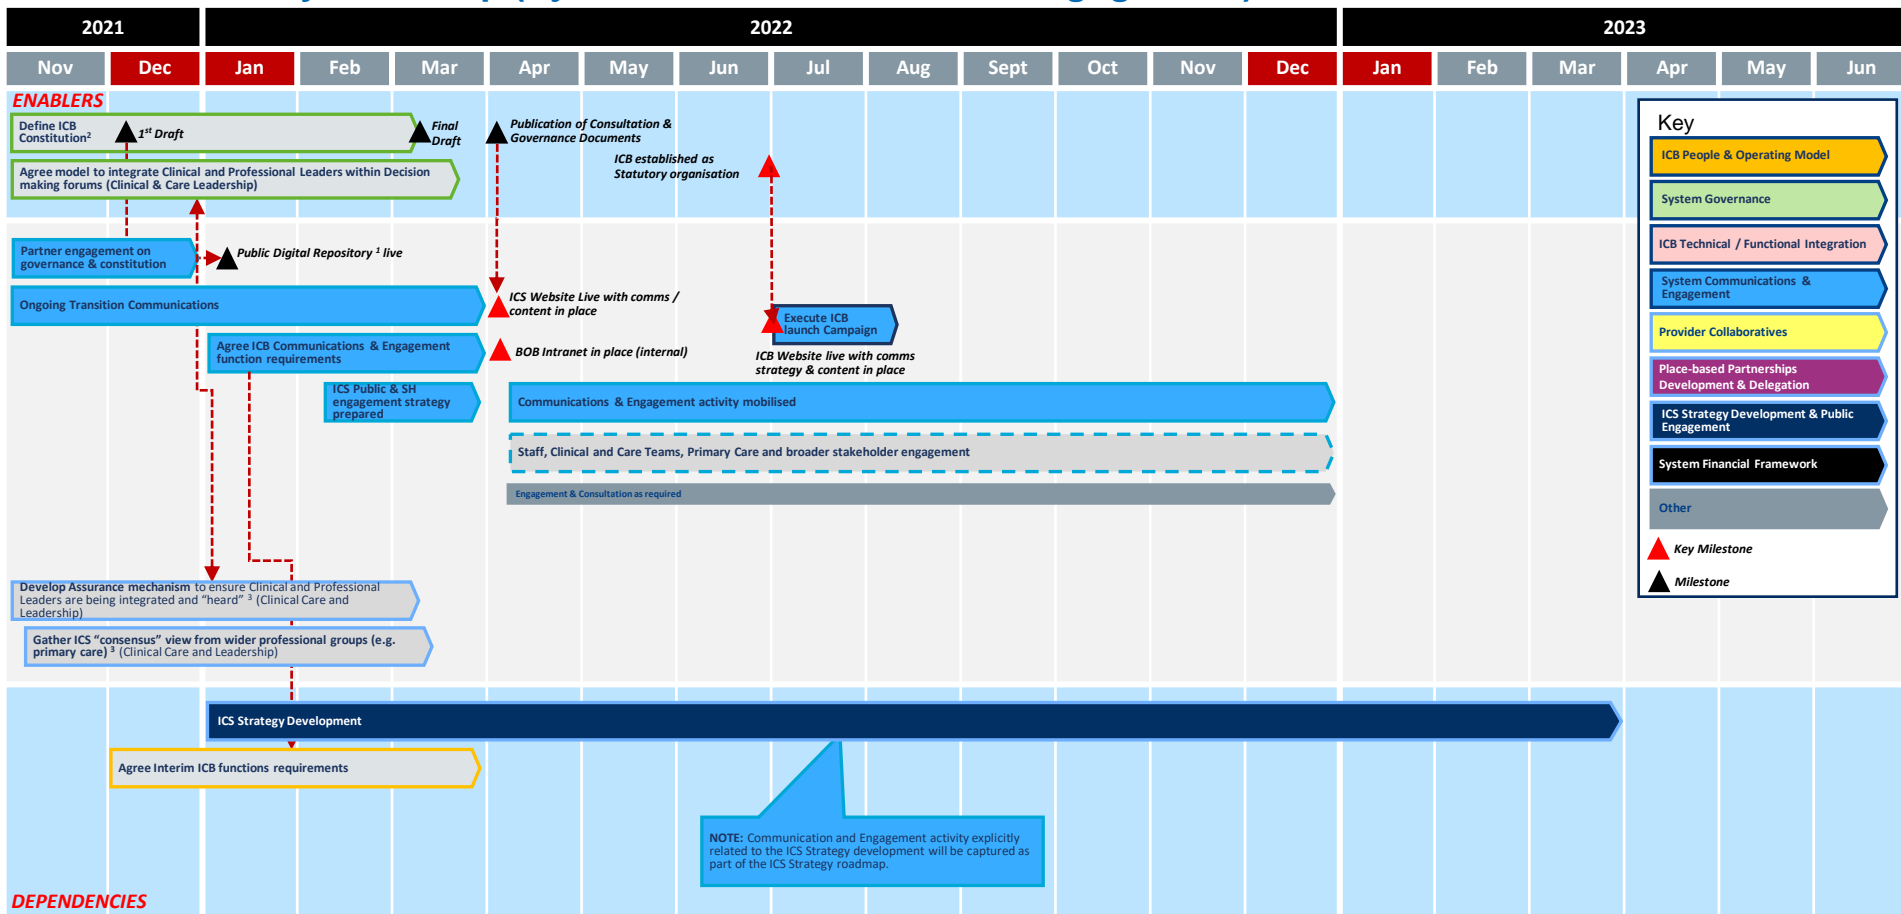 2021 2022 2023
Nov Dec Jan Feb Mar Apr May Jun Jul Aug Sept Oct Nov Dec Jan Feb Mar Apr May Jun
ENABLERS
Define ICB
Constitution²
1st Draft
Final
Draft
Publication of Consultation &
Governance Documents
ICB established as
Statutory organisation
Agree model to integrate Clinical and Professional Leaders within Decision
making forums (Clinical & Care Leadership)
Partner engagement on
governance & constitution
Public Digital Repository ¹ live
Ongoing Transition Communications
ICS Website Live with comms /
content in place
Execute ICB
launch Campaign
Agree ICB Communications & Engagement
function requirements
BOB Intranet in place (internal)
ICB Website live with comms
strategy & content in place
ICS Public & SH
engagement strategy
prepared
Communications & Engagement activity mobilised
Staff, Clinical and Care Teams, Primary Care and broader stakeholder engagement
Engagement & Consultation as required
Develop Assurance mechanism to ensure Clinical and Professional
Leaders are being integrated and “heard” ³ (Clinical Care and
Leadership)
Gather ICS “consensus” view from wider professional groups (e.g.
primary care) ³ (Clinical Care and Leadership)
ICS Strategy Development
Agree Interim ICB functions requirements
NOTE: Communication and Engagement activity explicitly
related to the ICS Strategy development will be captured as
part of the ICS Strategy roadmap.
DEPENDENCIES
Key
ICB People & Operating Model
System Governance
ICB Technical / Functional Integration
System Communications &
Engagement
Provider Collaboratives
Place-based Partnerships
Development & Delegation
ICS Strategy Development & Public
Engagement
System Financial Framework
Other
Key Milestone
Milestone